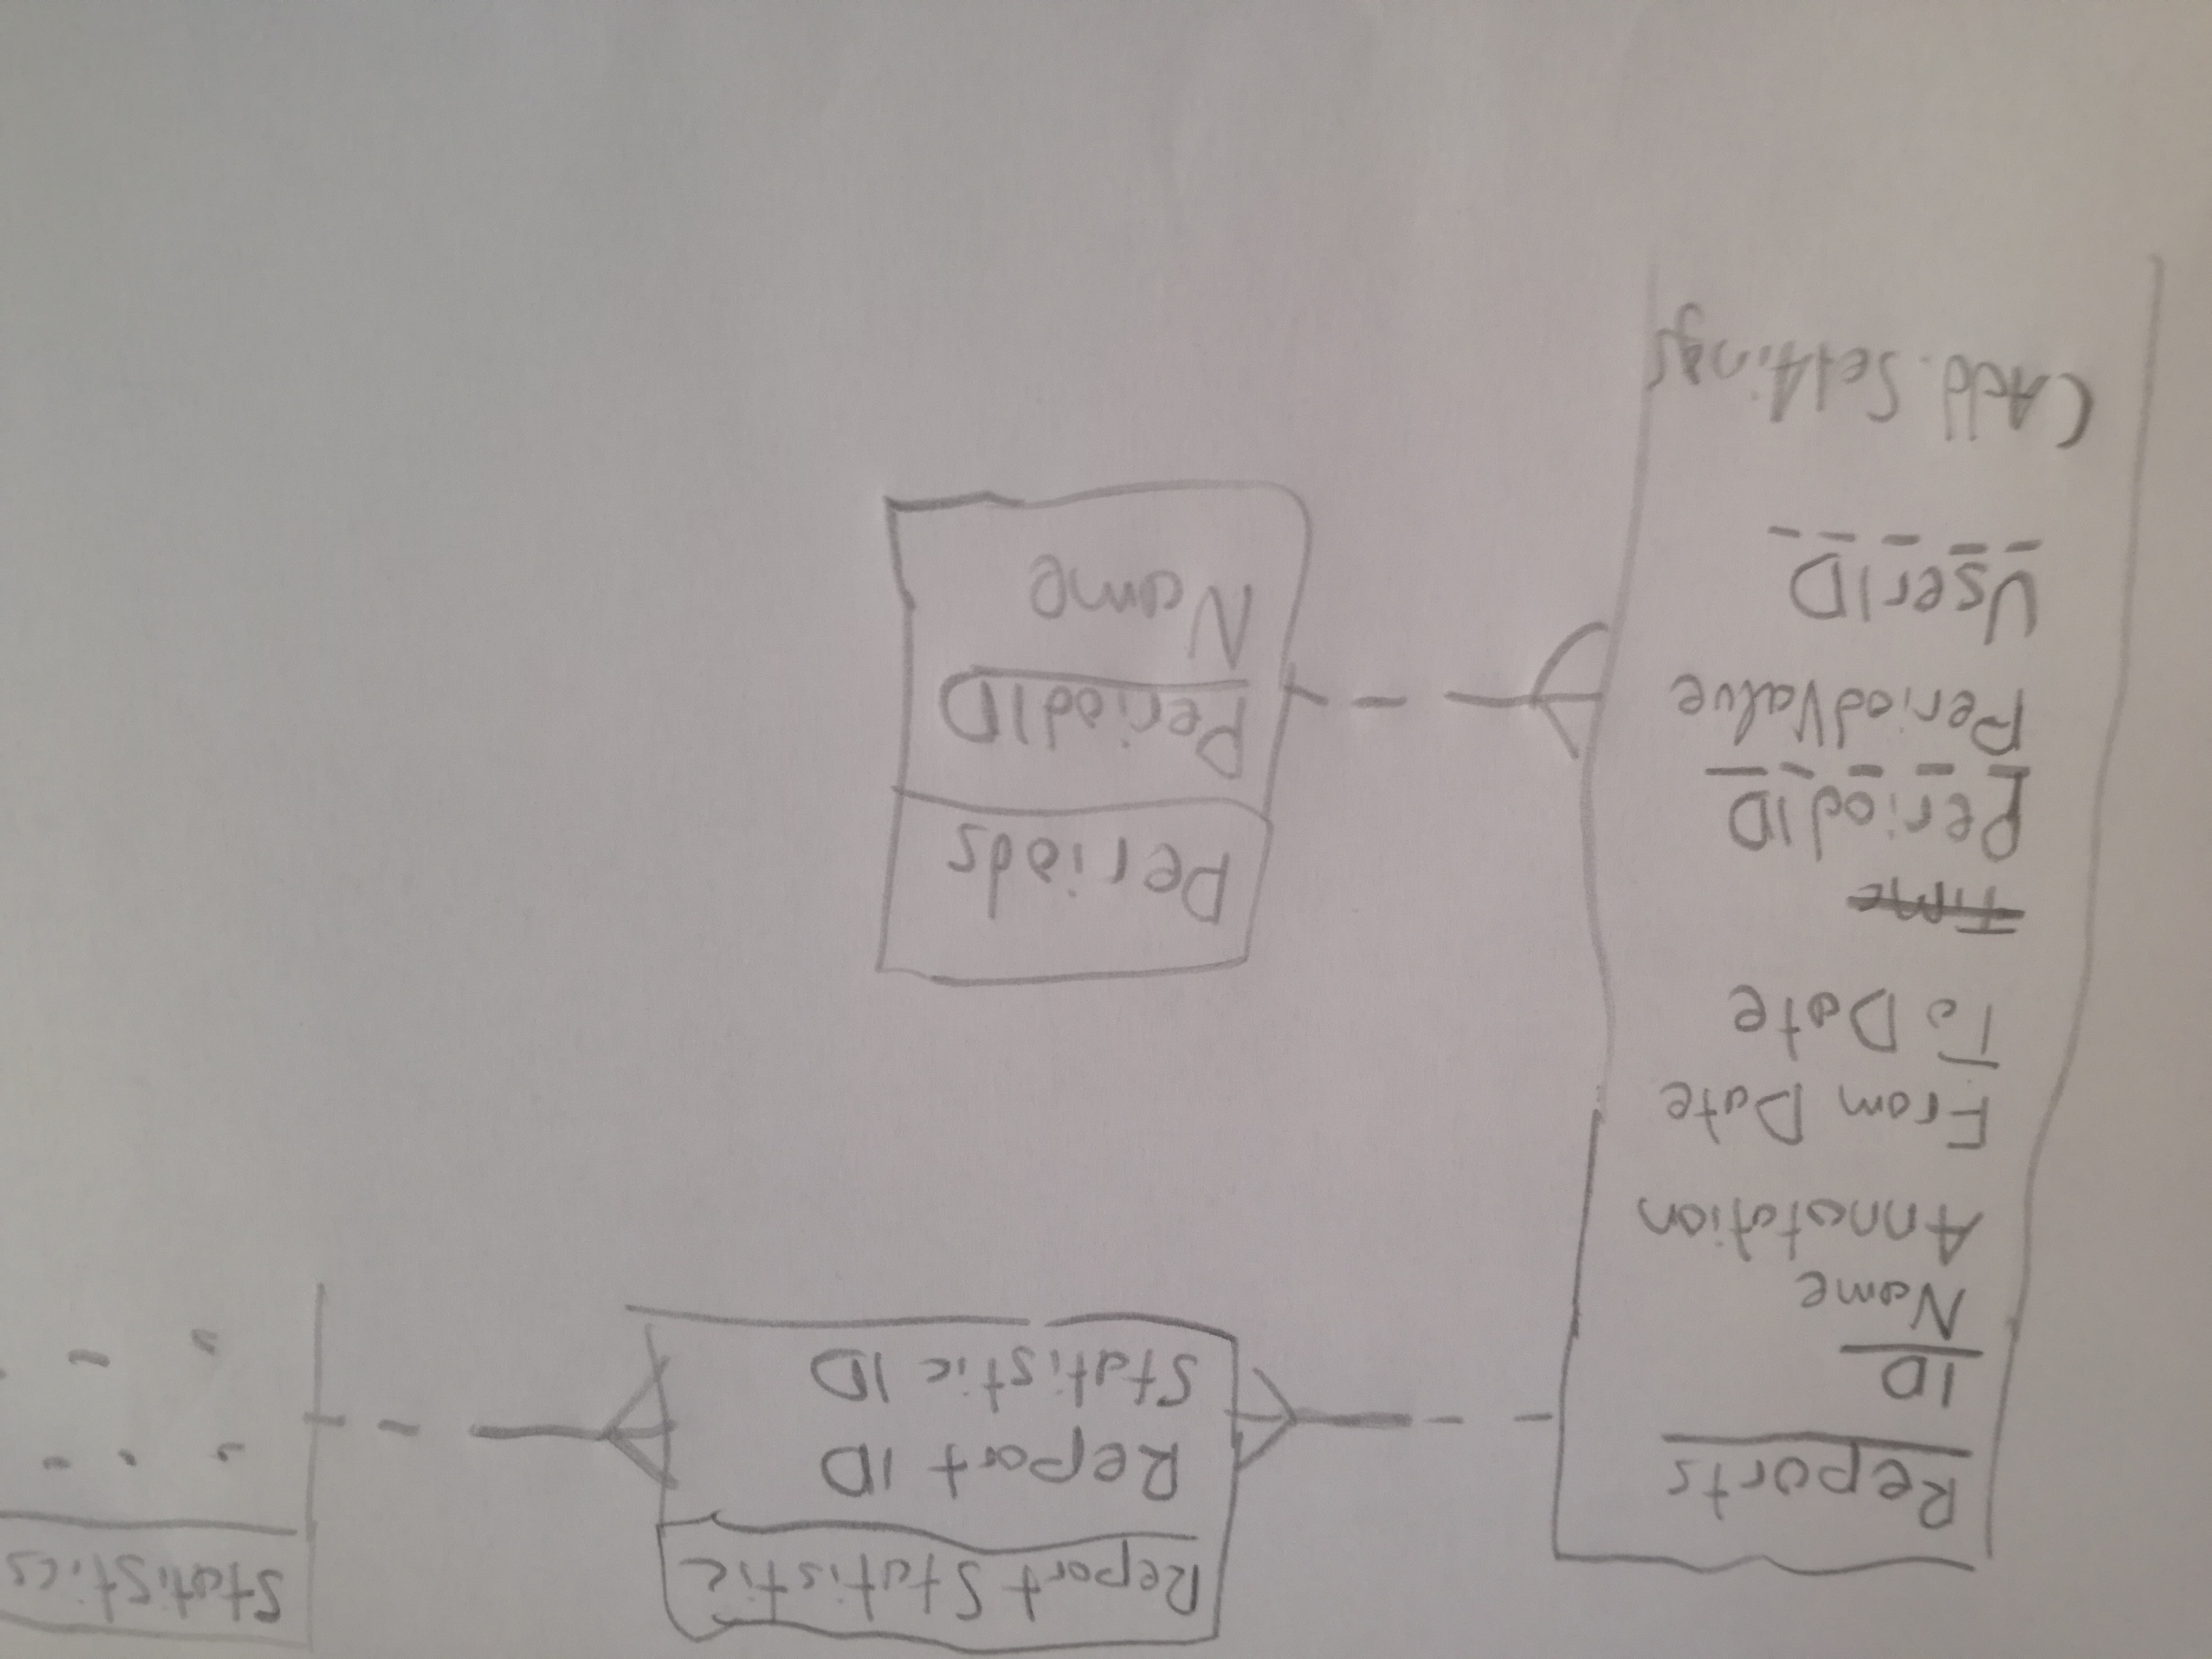 Reports
ID
Name
Annotation
From Date
To Date
Time
PeriodID
PeriodValue
UserID
(Add. Settings
Report Statistic
Report ID
Statistic ID
Statistics
Periods
PeriodID
Name